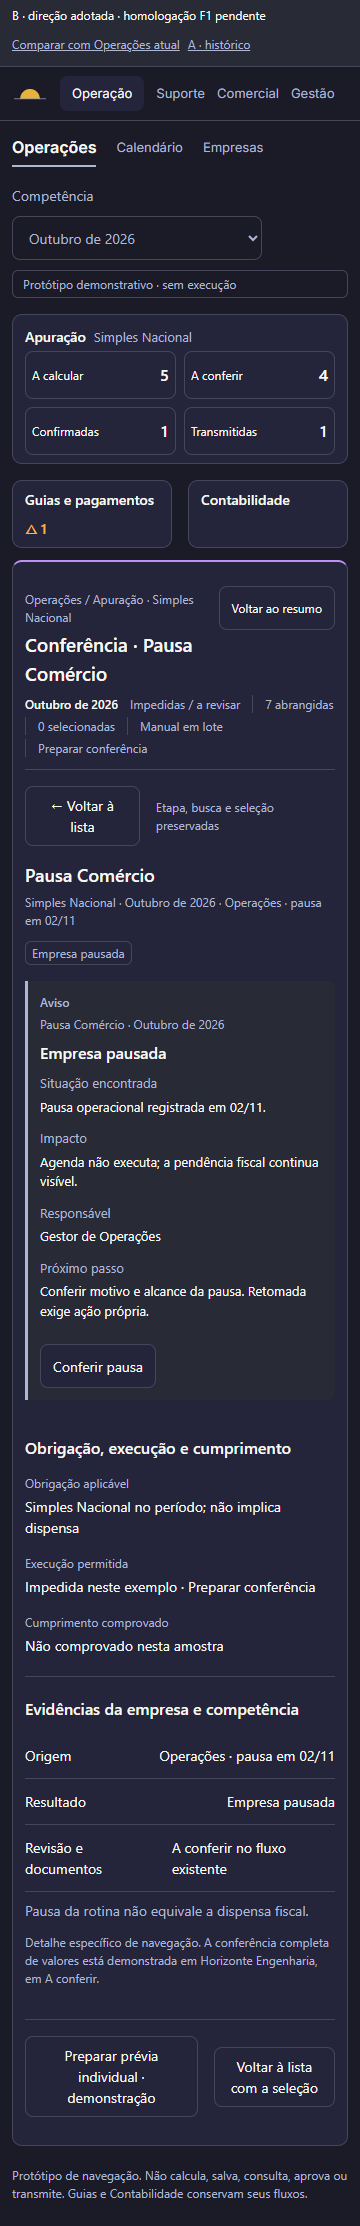 B · direção adotada · homologação F1 pendente
Comparar com Operações atual A · histórico
Operação Suporte Comercial Gestão
Operações Calendário Empresas
Competência
Outubro de 2026
Protótipo demonstrativo · sem execução
Apuração Simples Nacional
A calcular 5
A conferir 4
Confirmadas 1
Transmitidas 1
Guias e pagamentos
△ 1
Contabilidade
Operações / Apuração · Simples
Nacional
Voltar ao resumo
Conferência · Pausa
Comércio
Outubro de 2026 Impedidas / a revisar 7 abrangidas
0 selecionadas Manual em lote
Preparar conferência
← Voltar à
lista
Etapa, busca e seleção
preservadas
Pausa Comércio
Simples Nacional · Outubro de 2026 · Operações · pausa
em 02/11
Empresa pausada
Aviso
Pausa Comércio · Outubro de 2026
Empresa pausada
Situação encontrada
Pausa operacional registrada em 02/11.
Impacto
Agenda não executa; a pendência fiscal continua
visível.
Responsável
Gestor de Operações
Próximo passo
Conferir motivo e alcance da pausa. Retomada
exige ação própria.
Conferir pausa
Obrigação, execução e cumprimento
Obrigação aplicável
Simples Nacional no período; não implica
dispensa
Execução permitida
Impedida neste exemplo · Preparar conferência
Cumprimento comprovado
Não comprovado nesta amostra
Evidências da empresa e competência
Origem Operações · pausa em 02/11
Resultado Empresa pausada
Revisão e
documentos
A conferir no fluxo
existente
Pausa da rotina não equivale a dispensa fiscal.
Detalhe específico de navegação. A conferência completa
de valores está demonstrada em Horizonte Engenharia,
em A conferir.
Preparar prévia
individual ·
demonstração
Voltar à lista
com a seleção
Protótipo de navegação. Não calcula, salva, consulta, aprova ou
transmite. Guias e Contabilidade conservam seus fluxos.